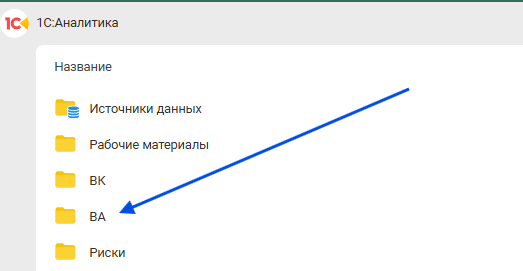 1С 1С:Аналитика
Название
Источники данных
Рабочие материалы
ВК
ВА
Риски